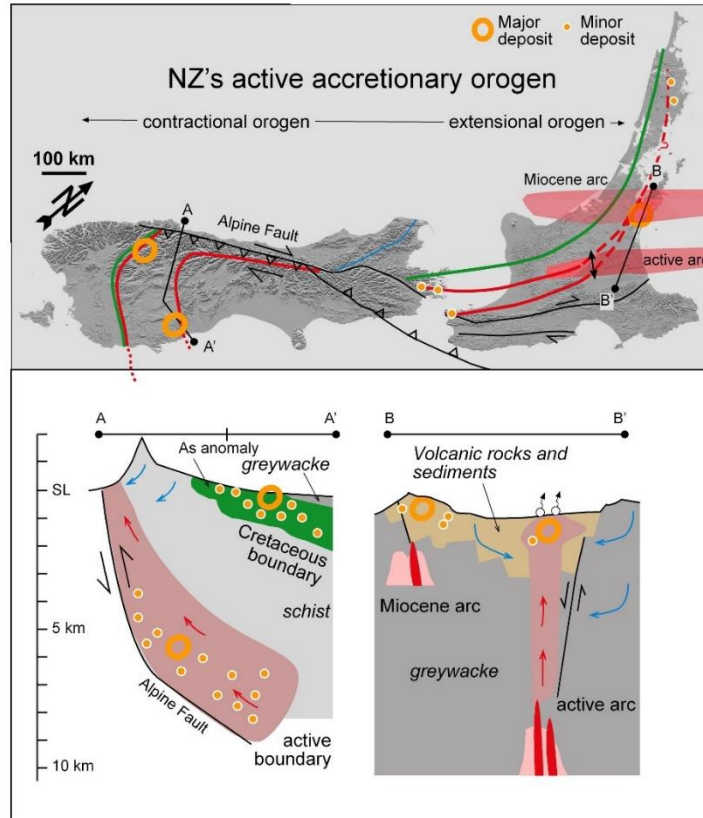 Major
deposit
Minor
deposit
NZ's active accretionary orogen
contractional orogen
extensional orogen
100 km
N
A
Alpine Fault
Miocene arc
B
active arc
B'
A'
A
A'
B
B'
As anomaly
greywacke
Volcanic rocks and
sediments
SL
Cretaceous
boundary
schist
Miocene arc
5 km
greywacke
Alpine Fault
active arc
active
boundary
10 km